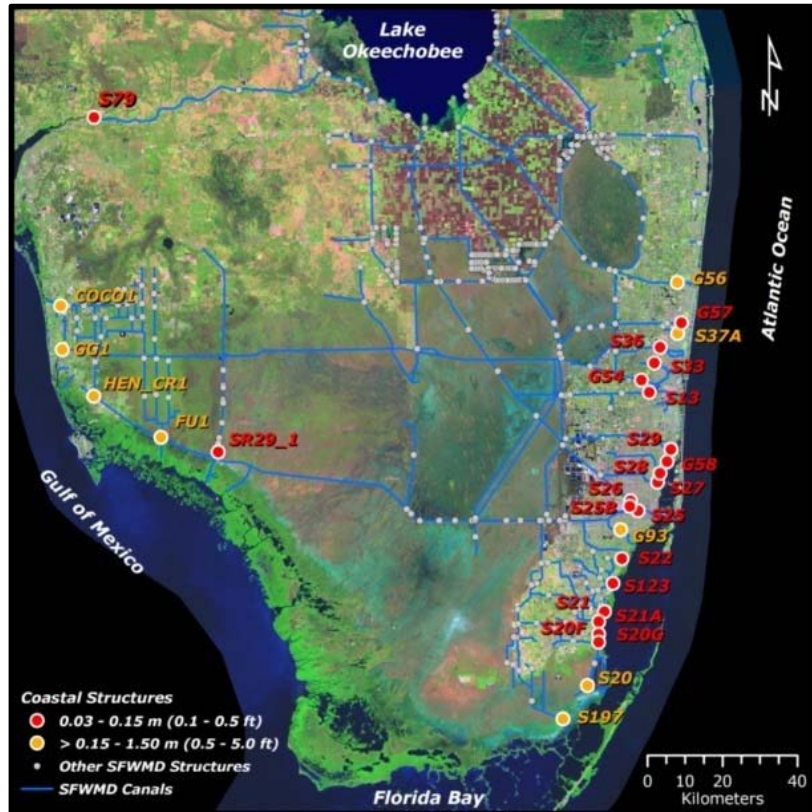 Lake
Okeechobee
S79
Atlantic Ocean
G56
COCO1
G57
S37A
S36
GG1
S33
G54
HEN_CR1
S13
FU1
SR29_1
S29
G58
S28
S27
S26
S25B
S25
Gulf of Mexico
G93
S22
S123
S21
S21A
S20F
S20G
S20
S197
Coastal Structures
0.03 - 0.15 m (0.1 - 0.5 ft)
> 0.15 - 1.50 m (0.5 - 5.0 ft)
Other SFWMD Structures
SFWMD Canals
Florida Bay
0 5 10 20
Kilometers
N